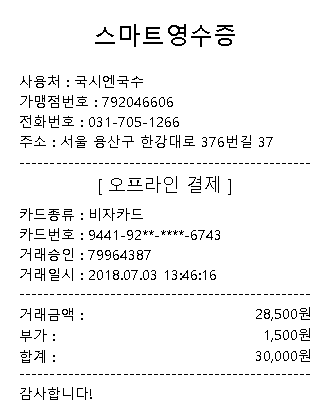 스마트영수증
사용처 : 국시엔국수
가맹점번호 : 792046606
전화번호 : 031-705-1266
주소 : 서울 용산구 한강대로 376번길 37
[ 오프라인 결제 ]
카드종류 : 비자카드
카드번호 : 9441-92**-****-6743
거래승인 : 79964387
거래일시 : 2018.07.03 13:46:16
거래금액 : 28,500원
부가 : 1,500원
합계 : 30,000원
감사합니다!